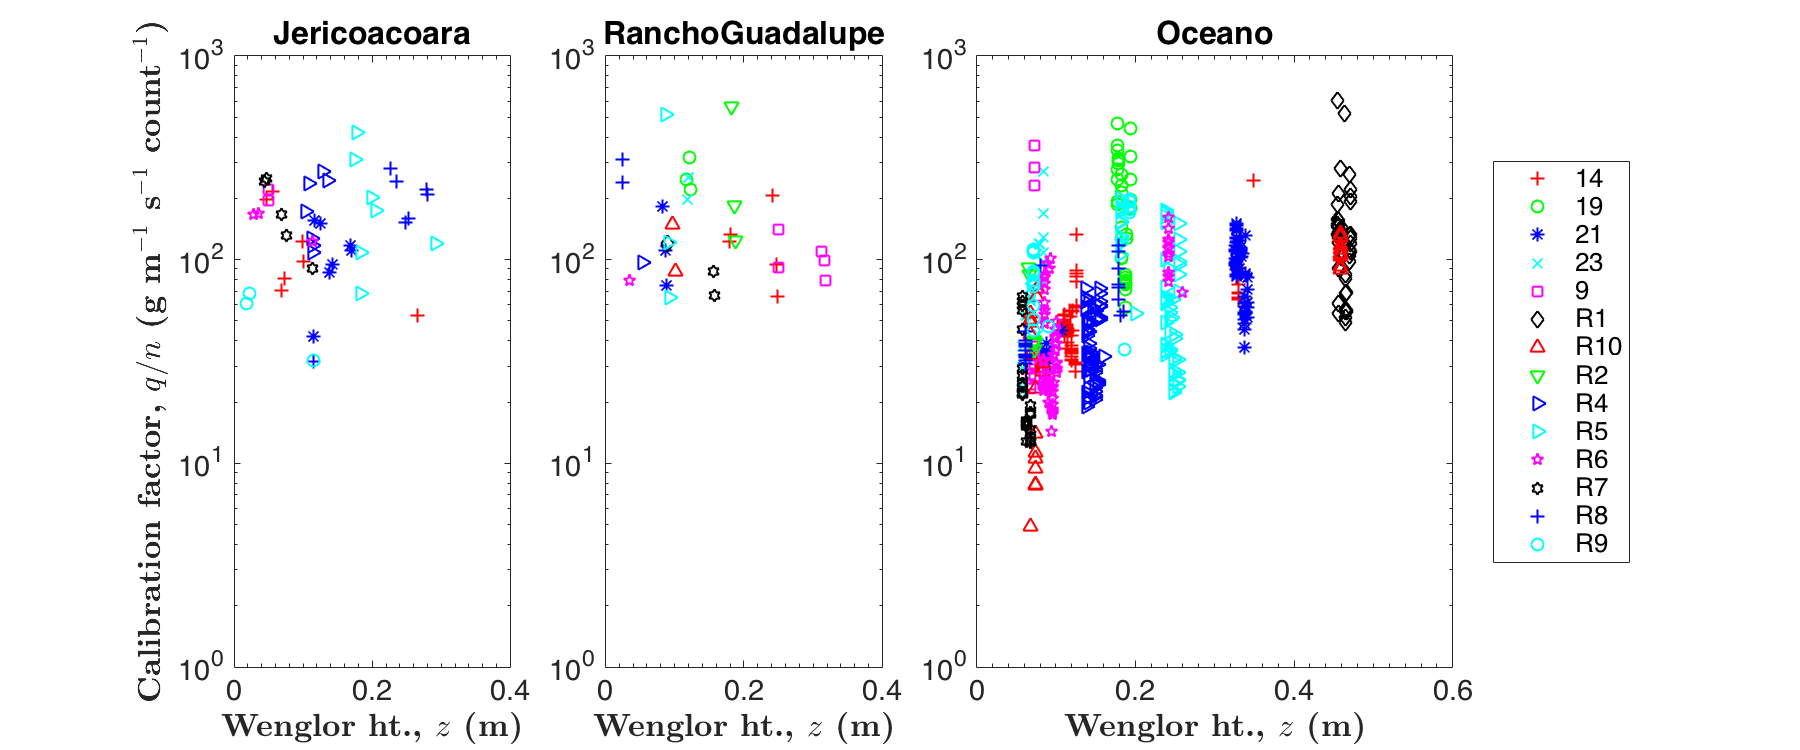 Jericoacoara
RanchoGuadalupe
Oceano
Calibration factor, q/n (g m⁻¹ s⁻¹ count⁻¹)
10³
10²
10¹
10⁰
0
0.2
0.4
Wenglor ht., z (m)
10³
10²
10¹
10⁰
0
0.2
0.4
Wenglor ht., z (m)
10³
10²
10¹
10⁰
0
0.2
0.4
0.6
Wenglor ht., z (m)
14
19
21
23
9
R1
R10
R2
R4
R5
R6
R7
R8
R9